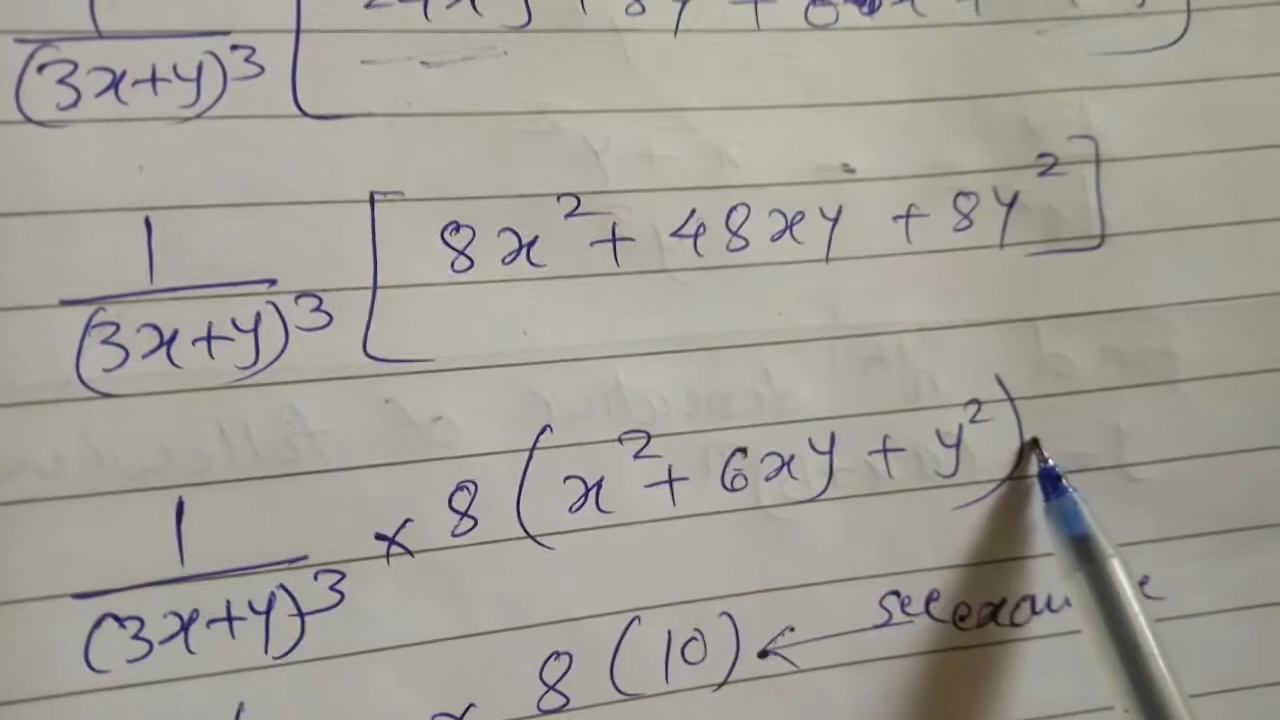 1/(3x+y)^3 [
1/(3x+y)^3 [8x^2 + 48xy + 8y^2]
1/(3x+y)^3 × 8(x^2 + 6xy + y^2)
× 8(10) ←